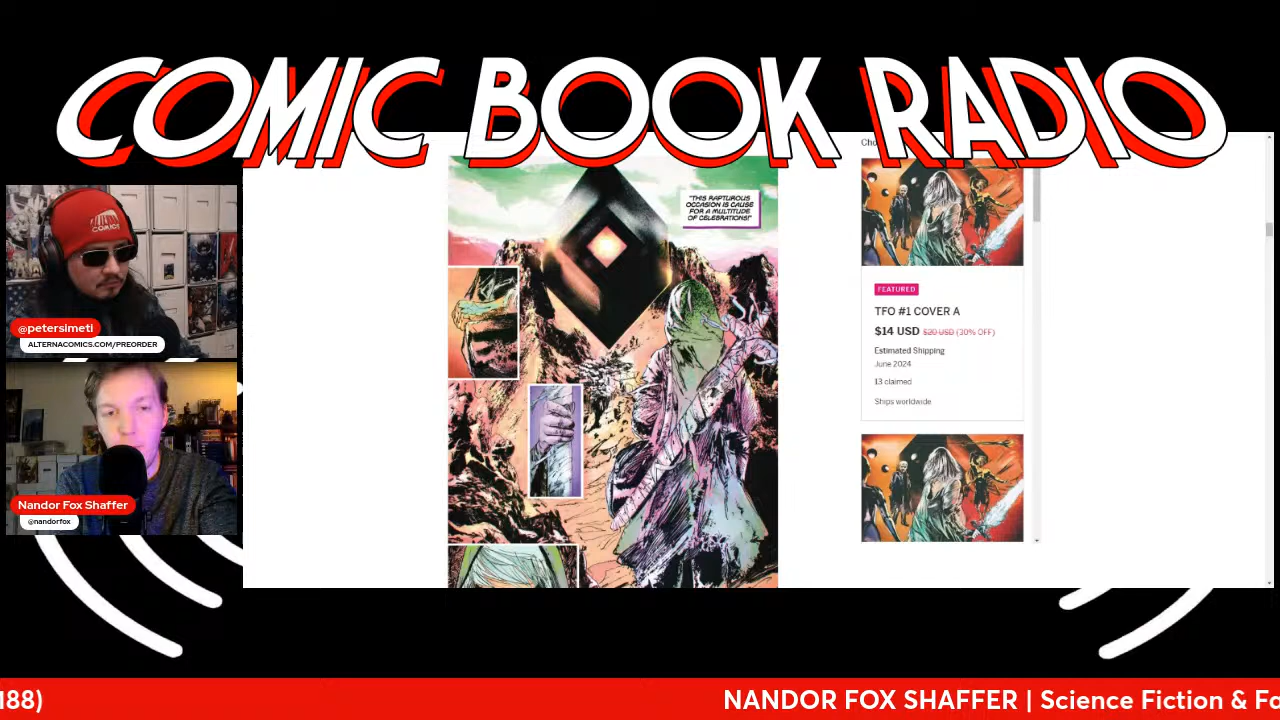 COMIC BOOK RADIO
"THIS RAPTUROUS
OCCASION IS CAUSE
FOR A MULTITUDE
OF CELEBRATIONS!"
FEATURED
TFO #1 COVER A
$14 USD $20 USD (30% OFF)
Estimated Shipping
June 2024
13 claimed
Ships worldwide
COMICS
@petersimeti
ALTERNACOMICS.COM/PREORDER
Nandor Fox Shaffer
@nandorfox
188)
NANDOR FOX SHAFFER | Science Fiction & Fo